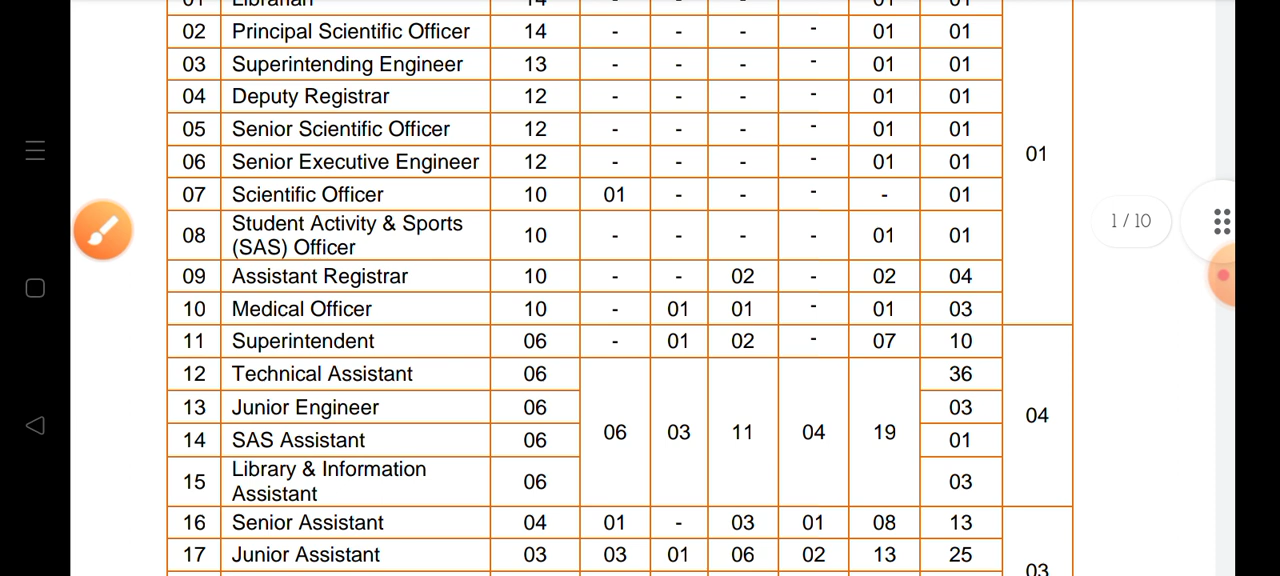 01 Librarian 14 - - - - 01 01
02 Principal Scientific Officer 14 - - - - 01 01
03 Superintending Engineer 13 - - - - 01 01
04 Deputy Registrar 12 - - - - 01 01
05 Senior Scientific Officer 12 - - - - 01 01
06 Senior Executive Engineer 12 - - - - 01 01
01
07 Scientific Officer 10 01 - - - - 01
1 / 10
Student Activity & Sports
08 10 - - - - 01 01
(SAS) Officer
09 Assistant Registrar 10 - - 02 - 02 04
10 Medical Officer 10 - 01 01 - 01 03
11 Superintendent 06 - 01 02 - 07 10
12 Technical Assistant 06 36
13 Junior Engineer 06 03
06 03 11 04 19 04
14 SAS Assistant 06 01
Library & Information
15 06 03
Assistant
16 Senior Assistant 04 01 - 03 01 08 13
17 Junior Assistant 03 03 01 06 02 13 25
03